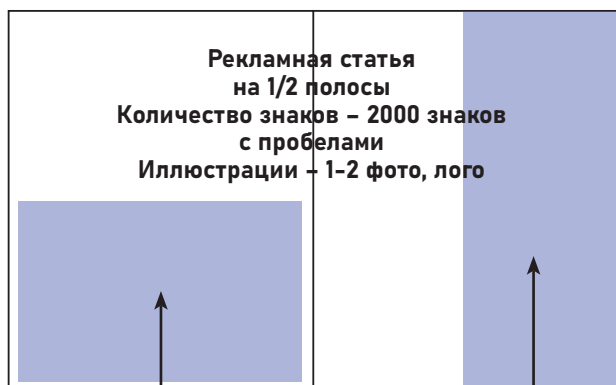 Рекламная статья
на 1/2 полосы
Количество знаков – 2000 знаков
с пробелами
Иллюстрации – 1-2 фото, лого